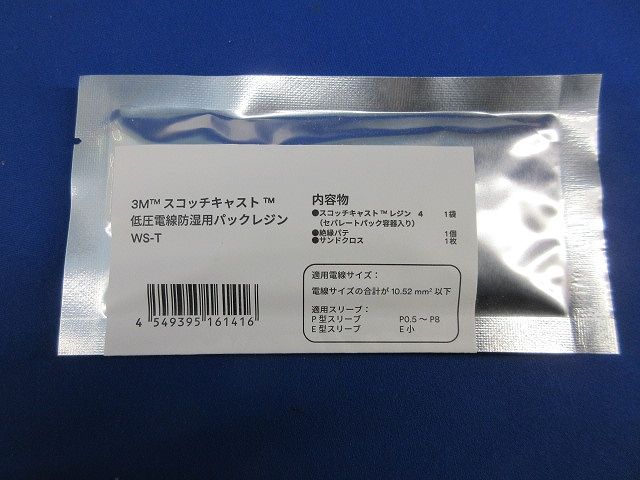 3M™ スコッチキャスト™
低圧電線防湿用パックレジン
WS-T
4 549395 161416
内容物
●スコッチキャスト™レジン 4 1袋
(セパレートパック容器入り)
●絶縁パテ 1個
●サンドクロス 1枚
適用電線サイズ：
電線サイズの合計が 10.52 mm² 以下
適用スリーブ：
P 型スリーブ P0.5 ～ P8
E 型スリーブ E 小